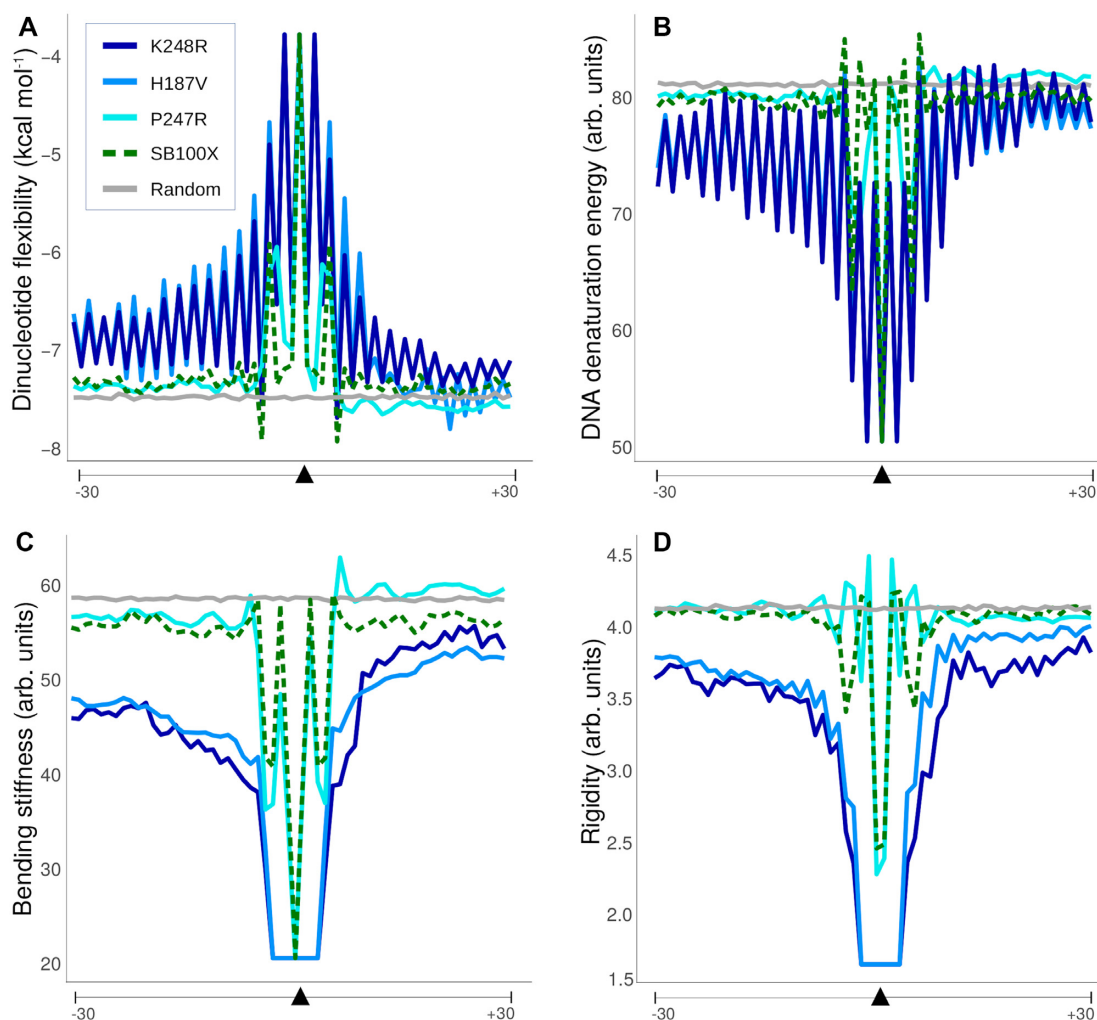 A
Dinucleotide flexibility (kcal mol⁻¹)
K248R
H187V
P247R
SB100X
Random
−4
−5
−6
−7
−8
-30
+30
B
DNA denaturation energy (arb. units)
80
70
60
50
-30
+30
C
Bending stiffness (arb. units)
60
50
40
30
20
-30
+30
D
Rigidity (arb. units)
4.5
4.0
3.5
3.0
2.5
2.0
1.5
-30
+30